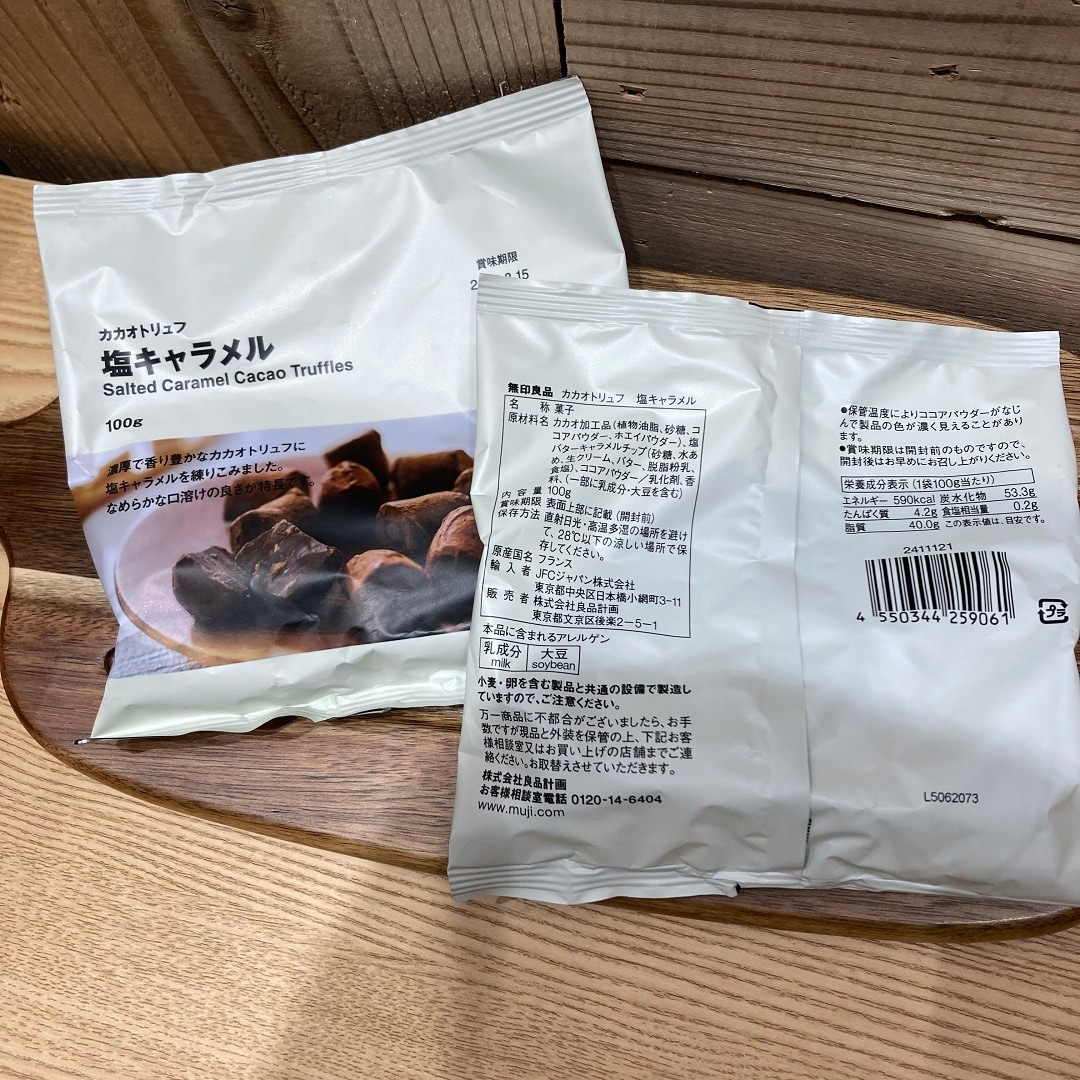 賞味期限
15
カカオトリュフ
塩キャラメル
Salted Caramel Cacao Truffles
100g
濃厚で香り豊かなカカオトリュフに
塩キャラメルを練りこみました。
なめらかな口溶けの良さが特長です。
無印良品 カカオトリュフ 塩キャラメル
名 称 菓子
原材料名 カカオ加工品(植物油脂、砂糖、コ
コアパウダー、ホエイパウダー)、塩
バターキャラメルチップ(砂糖、水あ
め、生クリーム、バター、脱脂粉乳、
食塩)、ココアパウダー/乳化剤、香
料、(一部に乳成分・大豆を含む)
内 容 量 100g
賞味期限 表面上部に記載(開封前)
保存方法 直射日光・高温多湿の場所を避け
て、28℃以下の涼しい場所で保
存してください。
原産国名 フランス
輸 入 者 JFCジャパン株式会社
東京都中央区日本橋小網町3-11
販 売 者 株式会社良品計画
東京都文京区後楽2-5-1
本品に含まれるアレルゲン
乳成分 大豆
milk soybean
小麦・卵を含む製品と共通の設備で製造し
ていますので、ご注意ください。
万一商品に不都合がございましたら、お手
数ですが現品と外装を保管の上、下記お客
様相談室又はお買い上げの店舗までご連
絡ください。お取替えさせていただきます。
株式会社良品計画
お客様相談室電話 0120-14-6404
www.muji.com
●保管温度によりココアパウダーがなじ
んで製品の色が濃く見えることがあり
ます。
●賞味期限は開封前のものですので、
開封後はお早めにお召し上がりください。
栄養成分表示(1袋100g当たり)
エネルギー 590kcal 炭水化物 53.3g
たんぱく質 4.2g 食塩相当量 0.2g
脂質 40.0g この表示値は、目安です。
2411121
4 550344 259061
プラ
L5062073